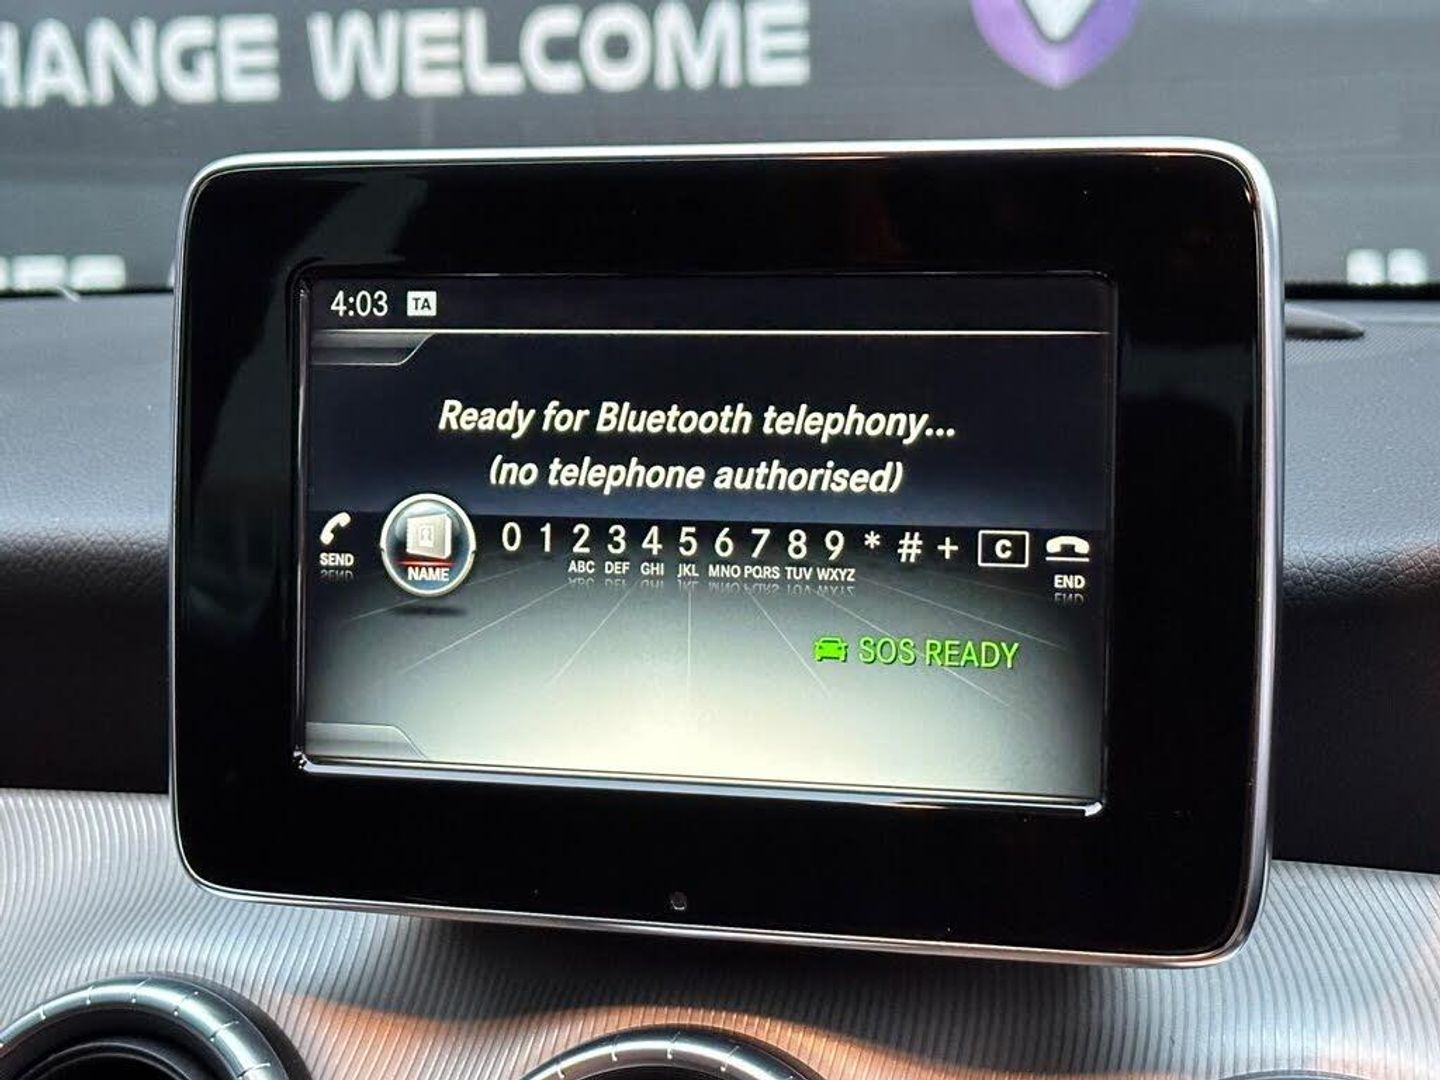 HANGE WELCOME
4:03 TA
Ready for Bluetooth telephony...
(no telephone authorised)
SEND NAME 0 1 2 3 4 5 6 7 8 9 * # + C END
ABC DEF GHI JKL MNO PQRS TUV WXYZ
SOS READY